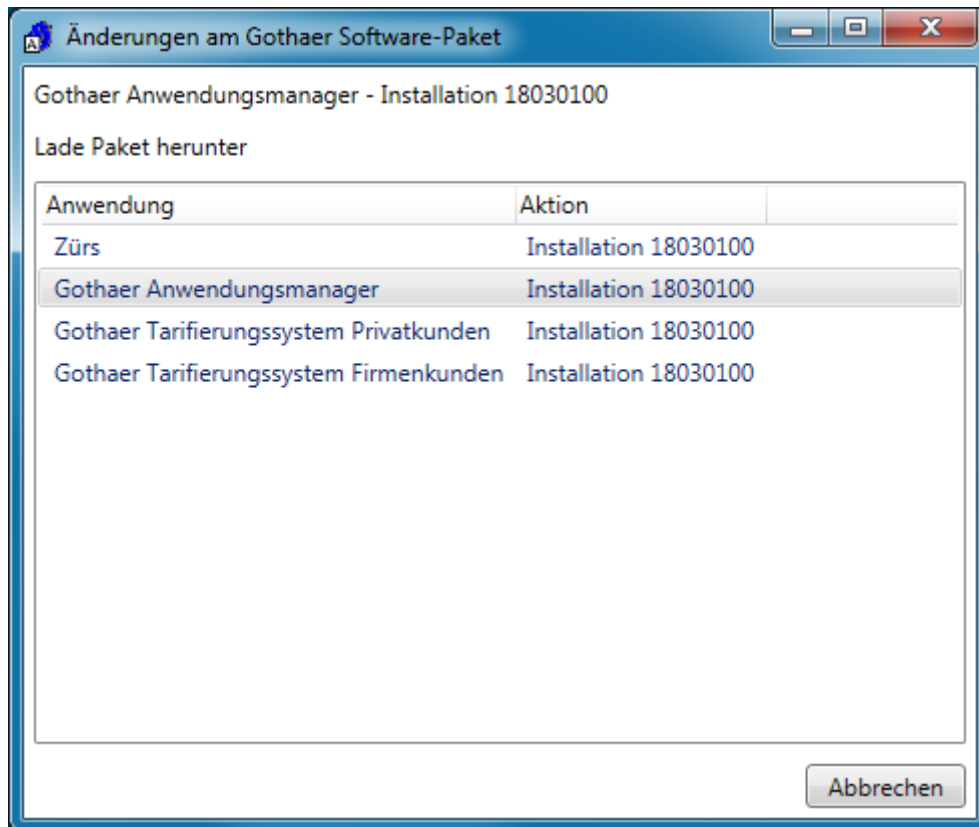 Änderungen am Gothaer Software-Paket
Gothaer Anwendungsmanager - Installation 18030100
Lade Paket herunter
Anwendung Aktion
Zürs Installation 18030100
Gothaer Anwendungsmanager Installation 18030100
Gothaer Tarifierungssystem Privatkunden Installation 18030100
Gothaer Tarifierungssystem Firmenkunden Installation 18030100
Abbrechen